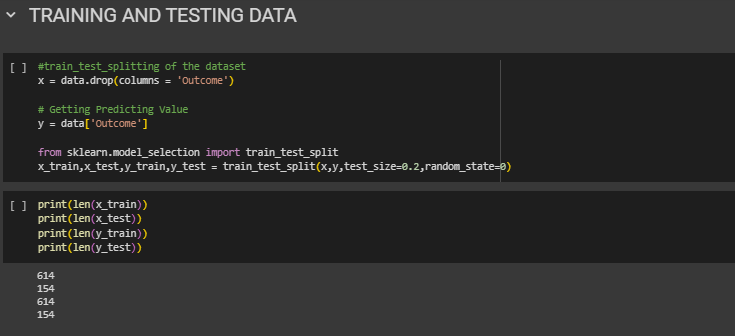 TRAINING AND TESTING DATA
[ ] #train_test_splitting of the dataset
x = data.drop(columns = 'Outcome')
# Getting Predicting Value
y = data['Outcome']
from sklearn.model_selection import train_test_split
x_train,x_test,y_train,y_test = train_test_split(x,y,test_size=0.2,random_state=0)
[ ] print(len(x_train))
print(len(x_test))
print(len(y_train))
print(len(y_test))
614
154
614
154